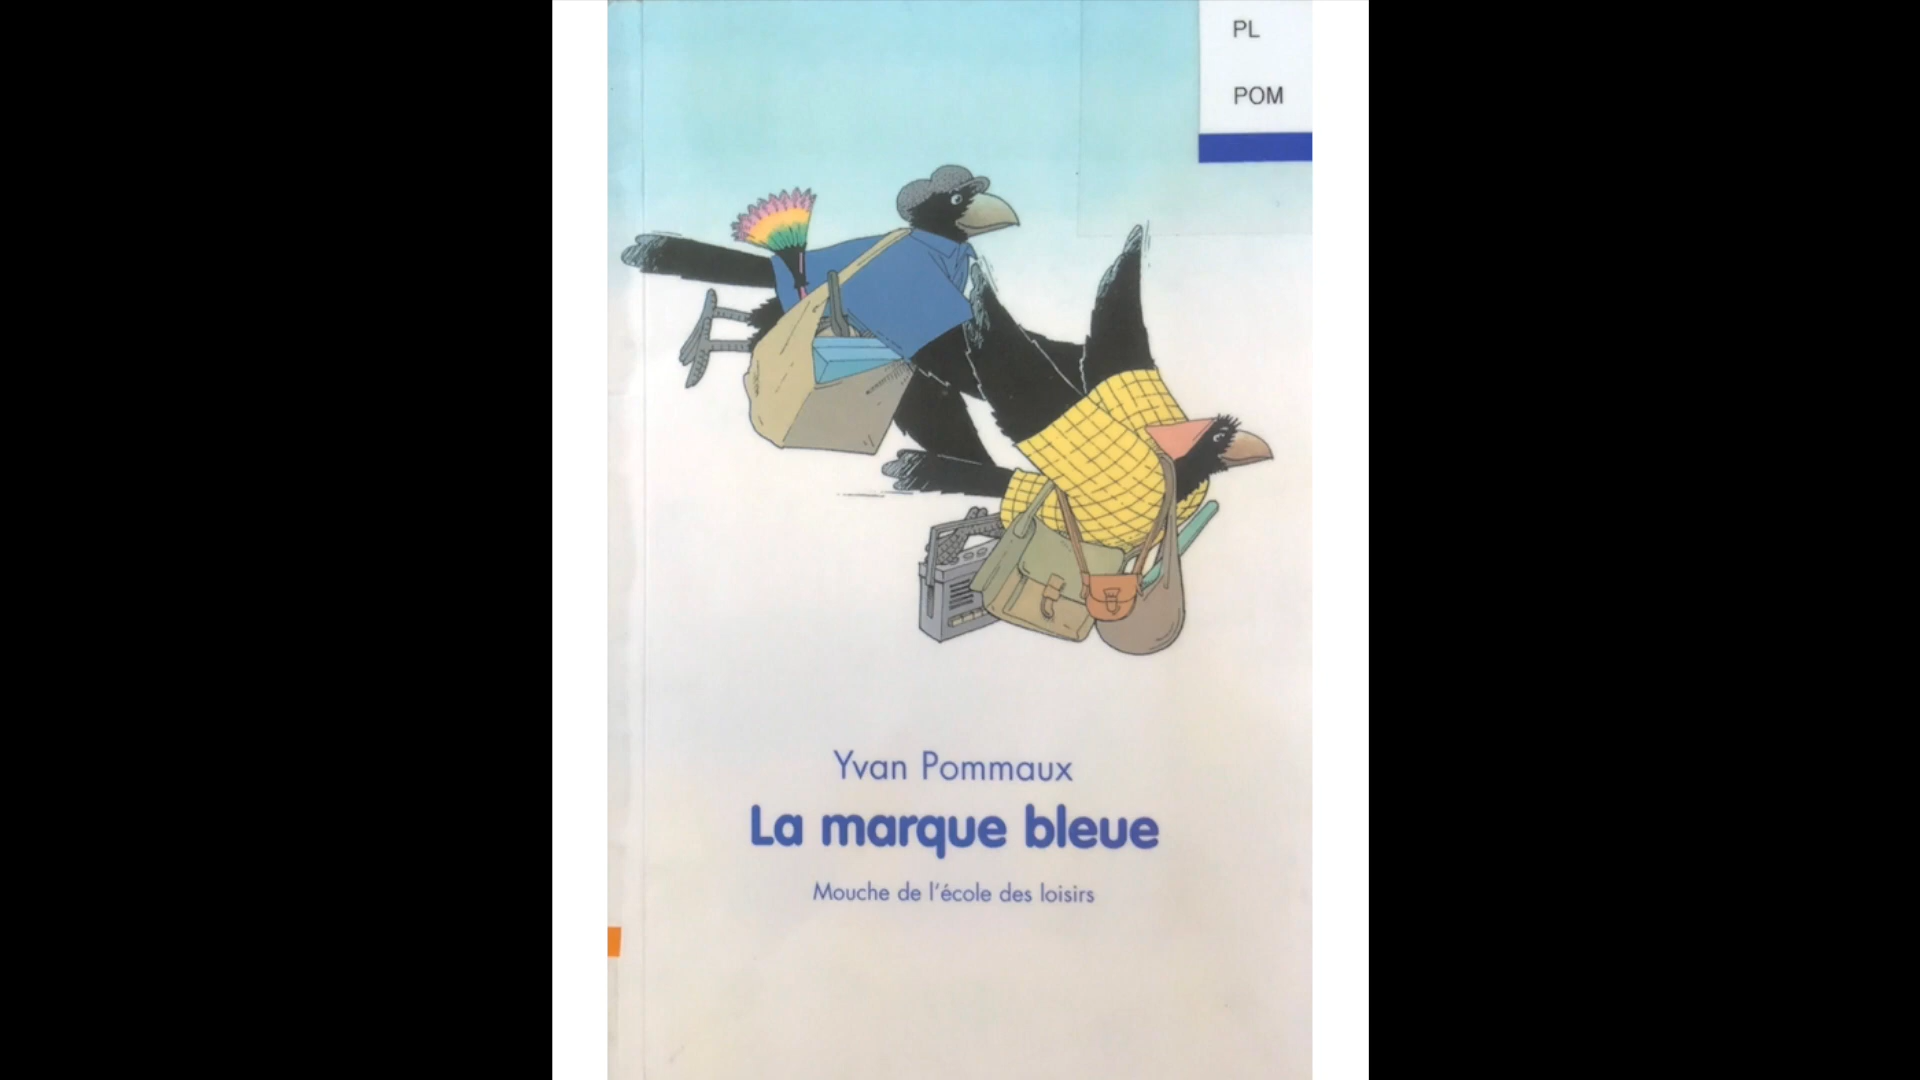 PL
POM
Yvan Pommaux
La marque bleue
Mouche de l'école des loisirs